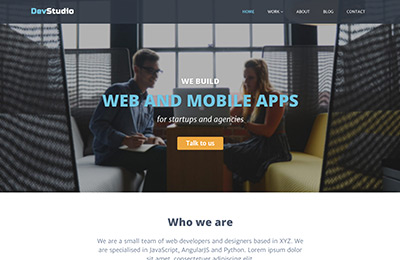 DevStudio
HOME WORK ABOUT BLOG CONTACT
WE BUILD
WEB AND MOBILE APPS
for startups and agencies
Talk to us
Who we are
We are a small team of web developers and designers based in XYZ. We
are specialised in JavaScript, AngularJS and Python. Lorem ipsum dolor
sit amet, consectetuer adipiscing elit.